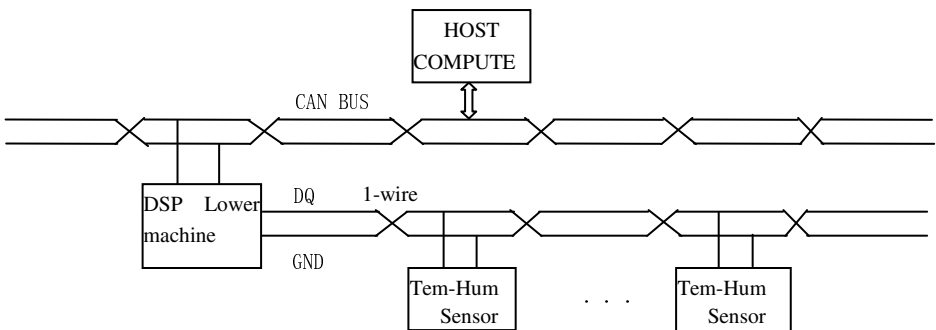 HOST
COMPUTE
CAN BUS
DSP Lower
machine
DQ
1-wire
GND
Tem-Hum
Sensor
. . .
Tem-Hum
Sensor